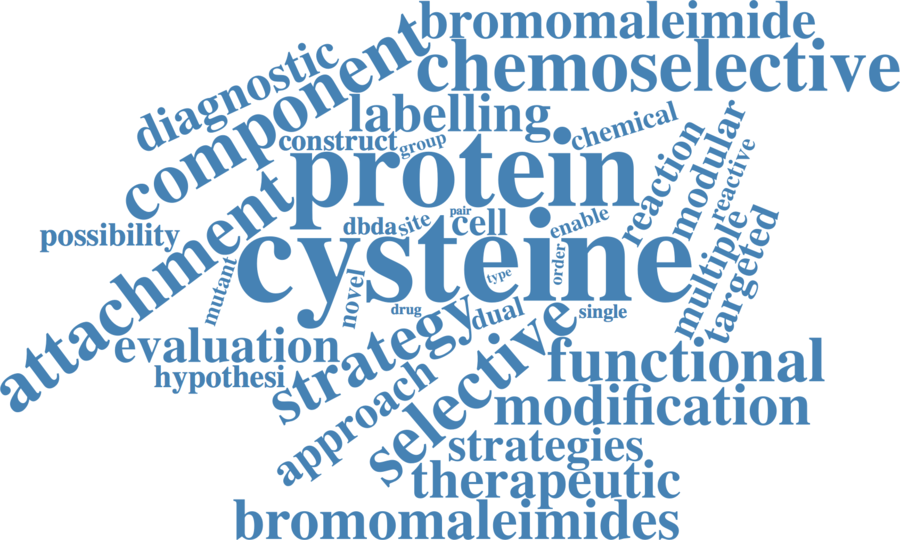 bromomaleimide
diagnostic
component
chemoselective
labelling
construct
group
chemical
protein
reaction
modular
reactive
attachment
possibility
dbda
site
pair
cell
enable
cysteine
multiple
targeted
mutant
novel
type
order
drug
strategy
dual
single
evaluation
hypothesi
selective
functional
approach
modification
strategies
therapeutic
bromomaleimides